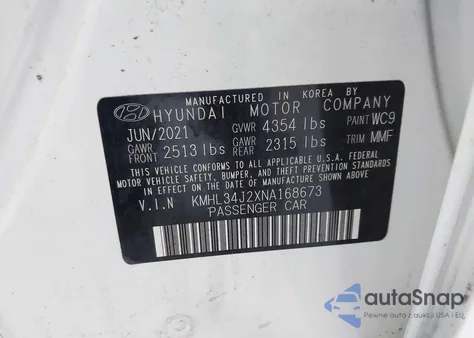 MANUFACTURED IN KOREA BY
HYUNDAI MOTOR COMPANY
JUN/2021 GVWR 4354 lbs PAINT WC9
GAWR FRONT 2513 lbs GAWR REAR 2315 lbs TRIM MMF
THIS VEHICLE CONFORMS TO ALL APPLICABLE U.S.A. FEDERAL
MOTOR VEHICLE SAFETY, BUMPER, AND THEFT PREVENTION STANDARDS
IN EFFECT ON THE DATE OF MANUFACTURE SHOWN ABOVE.
V.I.N KMHL34J2XNA168673
PASSENGER CAR
autoSnap
Pewne auta z aukcji USA i EU